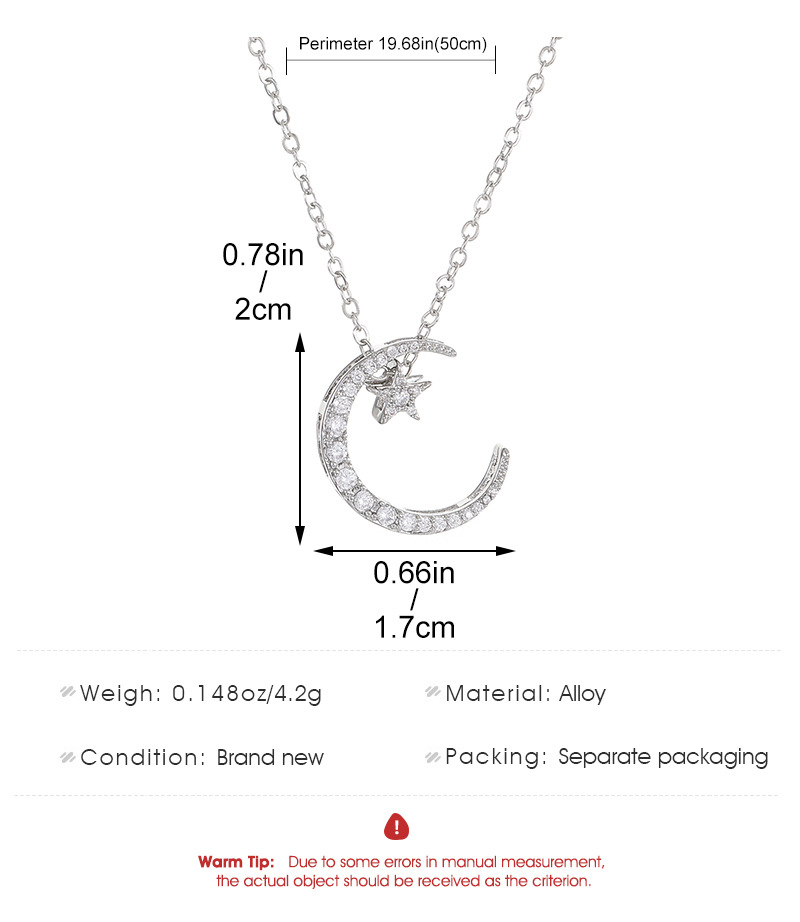 Perimeter 19.68in(50cm)
0.78in
/
2cm
0.66in
/
1.7cm
Weigh: 0.148oz/4.2g
Material: Alloy
Condition: Brand new
Packing: Separate packaging
!
Warm Tip: Due to some errors in manual measurement,
the actual object should be received as the criterion.